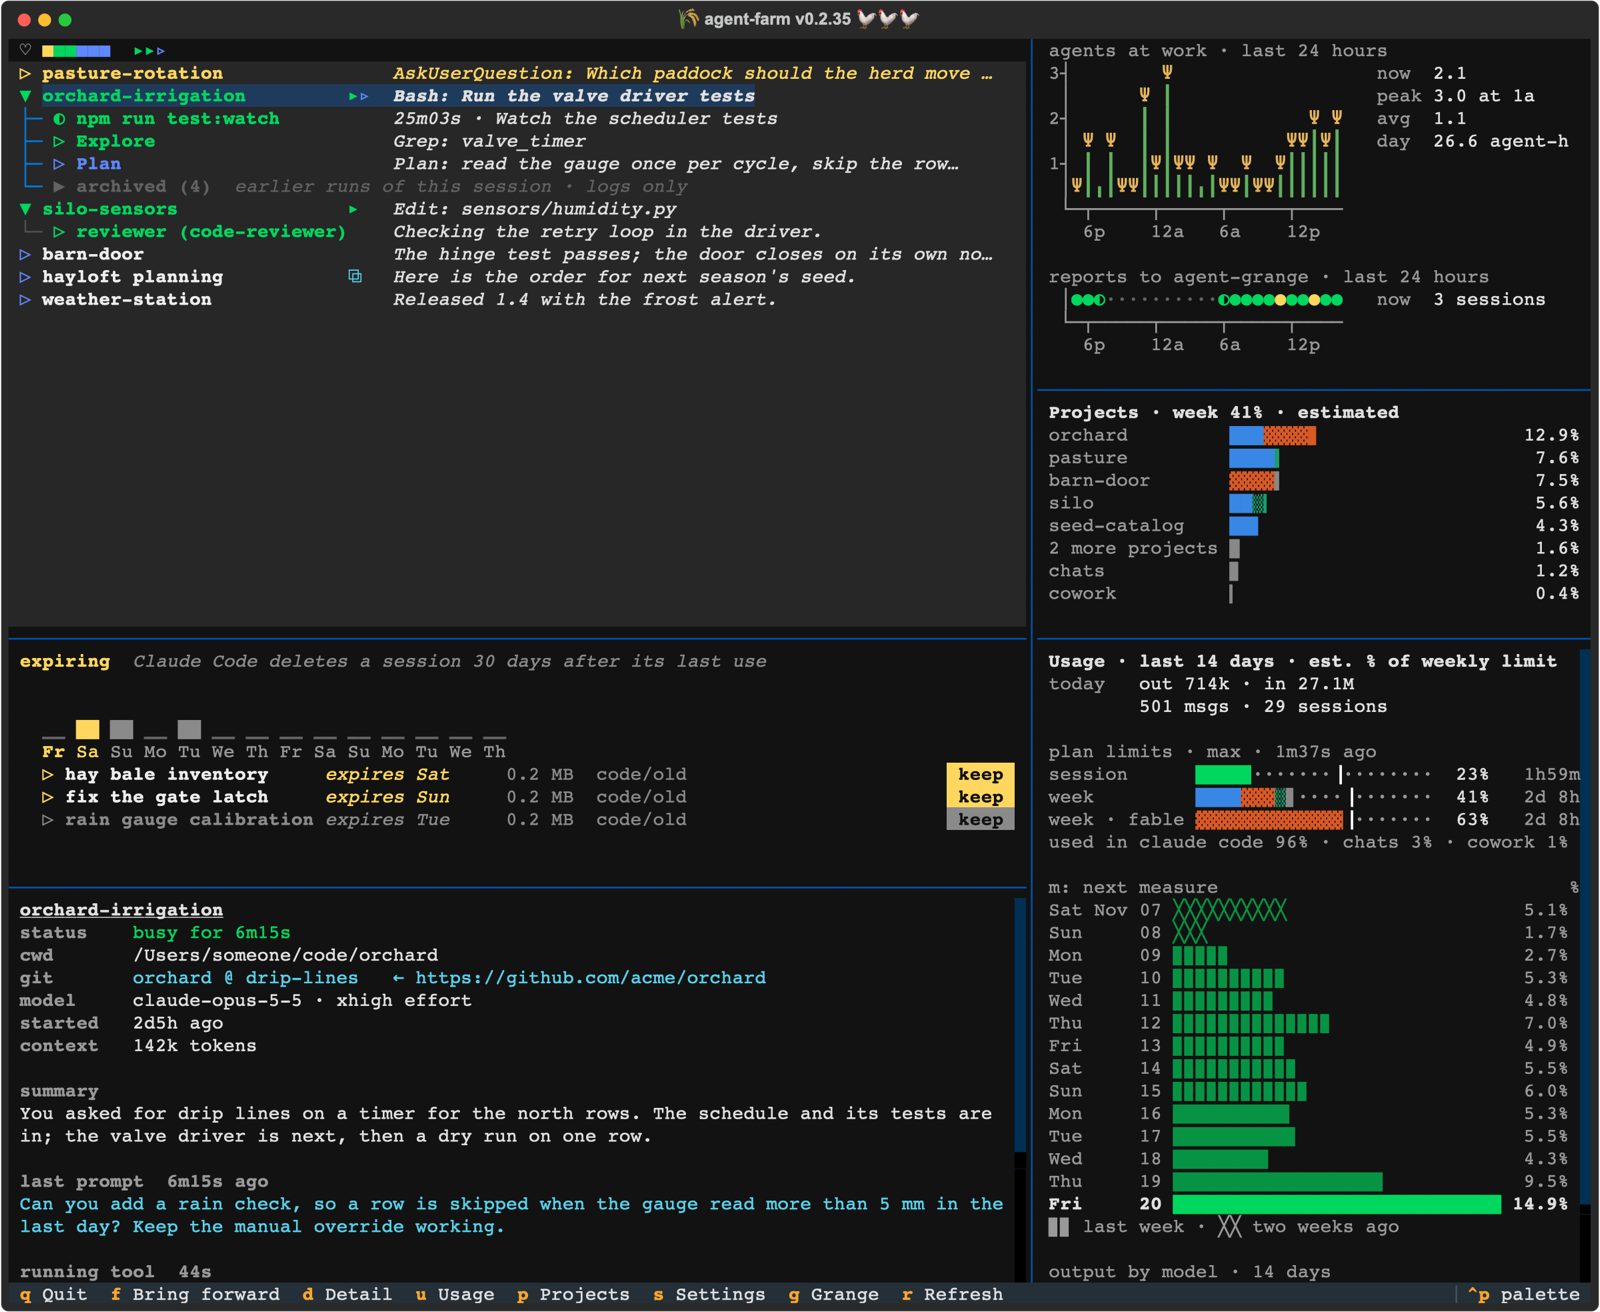 agent-farm v0.2.35
pasture-rotation AskUserQuestion: Which paddock should the herd move …
orchard-irrigation Bash: Run the valve driver tests
npm run test:watch 25m03s · Watch the scheduler tests
Explore Grep: valve_timer
Plan Plan: read the gauge once per cycle, skip the row…
archived (4) earlier runs of this session · logs only
silo-sensors Edit: sensors/humidity.py
reviewer (code-reviewer) Checking the retry loop in the driver.
barn-door The hinge test passes; the door closes on its own no…
hayloft planning Here is the order for next season's seed.
weather-station Released 1.4 with the frost alert.
expiring Claude Code deletes a session 30 days after its last use
Fr Sa Su Mo Tu We Th Fr Sa Su Mo Tu We Th
hay bale inventory expires Sat 0.2 MB code/old keep
fix the gate latch expires Sun 0.2 MB code/old keep
rain gauge calibration expires Tue 0.2 MB code/old keep
orchard-irrigation
status busy for 6m15s
cwd /Users/someone/code/orchard
git orchard @ drip-lines ← https://github.com/acme/orchard
model claude-opus-5-5 · xhigh effort
started 2d5h ago
context 142k tokens
summary
You asked for drip lines on a timer for the north rows. The schedule and its tests are
in; the valve driver is next, then a dry run on one row.
last prompt 6m15s ago
Can you add a rain check, so a row is skipped when the gauge read more than 5 mm in the
last day? Keep the manual override working.
running tool 44s
agents at work · last 24 hours
3 now 2.1
peak 3.0 at 1a
2 avg 1.1
day 26.6 agent-h
1
6p 12a 6a 12p
reports to agent-grange · last 24 hours
now 3 sessions
6p 12a 6a 12p
Projects · week 41% · estimated
orchard 12.9%
pasture 7.6%
barn-door 7.5%
silo 5.6%
seed-catalog 4.3%
2 more projects 1.6%
chats 1.2%
cowork 0.4%
Usage · last 14 days · est. % of weekly limit
today out 714k · in 27.1M
501 msgs · 29 sessions
plan limits · max · 1m37s ago
session 23% 1h59m
week 41% 2d 8h
week · fable 63% 2d 8h
used in claude code 96% · chats 3% · cowork 1%
m: next measure %
Sat Nov 07 5.1%
Sun 08 1.7%
Mon 09 2.7%
Tue 10 5.3%
Wed 11 4.8%
Thu 12 7.0%
Fri 13 4.9%
Sat 14 5.5%
Sun 15 6.0%
Mon 16 5.3%
Tue 17 5.5%
Wed 18 4.3%
Thu 19 9.5%
Fri 20 14.9%
last week · two weeks ago
output by model · 14 days
q Quit f Bring forward d Detail u Usage p Projects s Settings g Grange r Refresh ^p palette